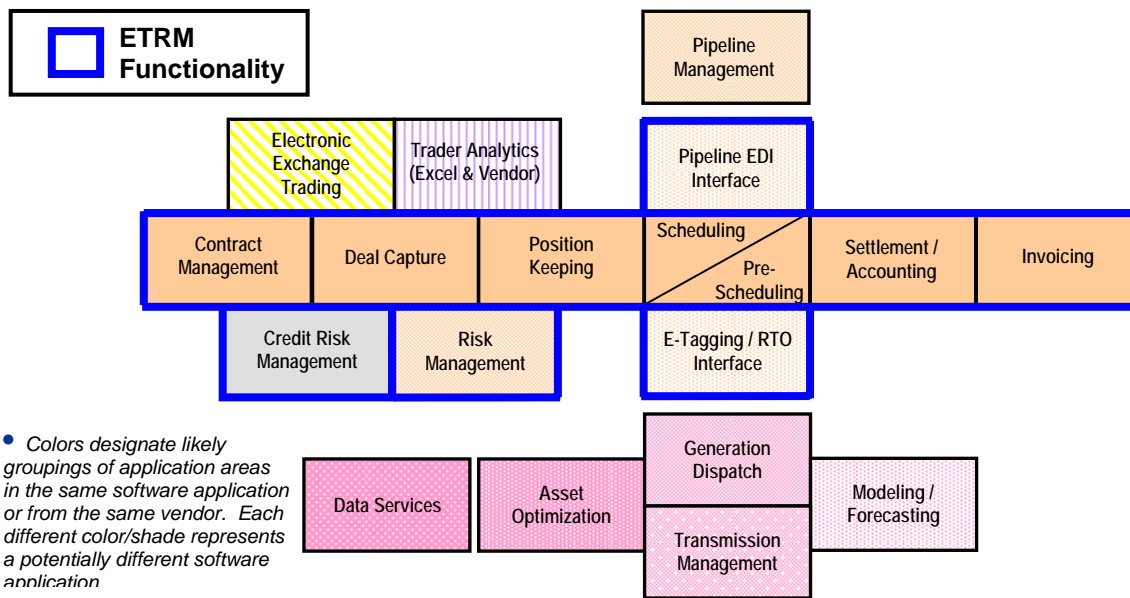 ETRM
Functionality
Pipeline
Management
Electronic
Exchange
Trading
Trader Analytics
(Excel & Vendor)
Pipeline EDI
Interface
Contract
Management
Deal Capture
Position
Keeping
Scheduling
Pre-
Scheduling
Settlement /
Accounting
Invoicing
Credit Risk
Management
Risk
Management
E-Tagging / RTO
Interface
• Colors designate likely
groupings of application areas
in the same software application
or from the same vendor. Each
different color/shade represents
a potentially different software
application
Data Services
Asset
Optimization
Generation
Dispatch
Transmission
Management
Modeling /
Forecasting